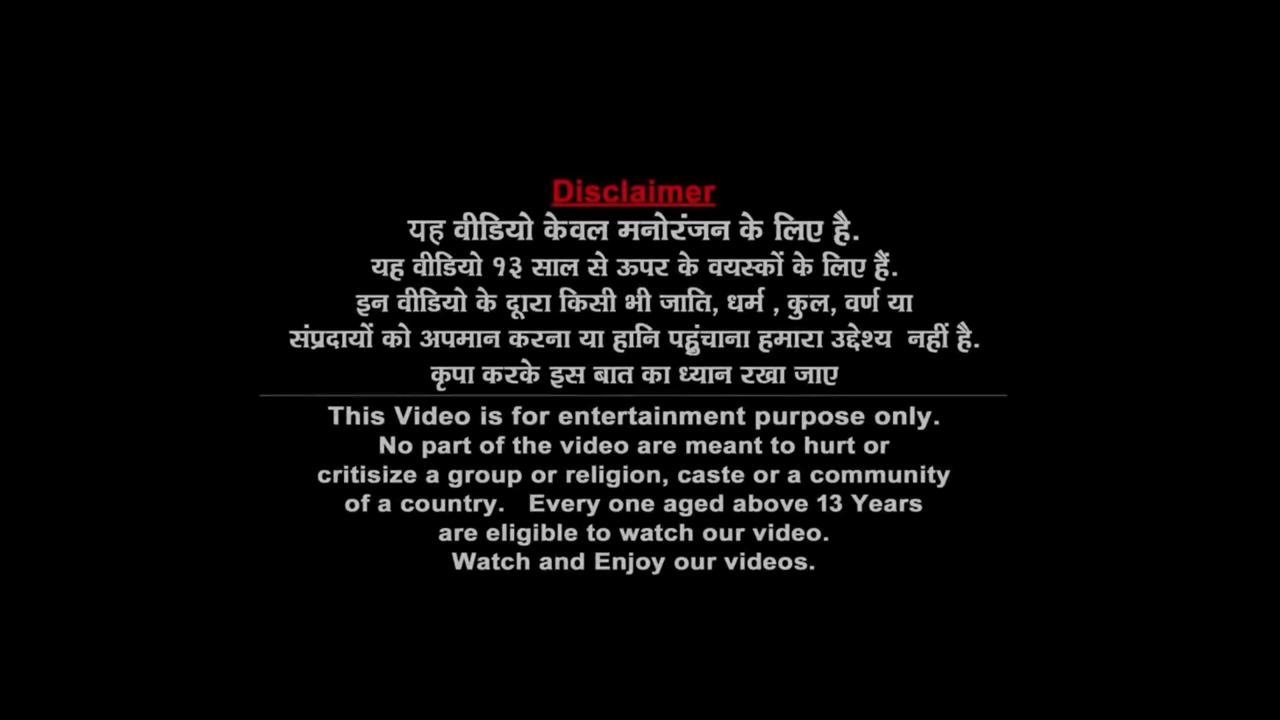 Disclaimer
यह वीडियो केवल मनोरंजन के लिए है.
यह वीडियो १३ साल से ऊपर के वयस्कों के लिए हैं.
इन वीडियो के दूारा किसी भी जाति, धर्म , कुल, वर्ण या
संप्रदायों को अपमान करना या हानि पहुंचाना हमारा उद्देश्य नहीं है.
कृपा करके इस बात का ध्यान रखा जाए
This Video is for entertainment purpose only.
No part of the video are meant to hurt or
critisize a group or religion, caste or a community
of a country. Every one aged above 13 Years
are eligible to watch our video.
Watch and Enjoy our videos.